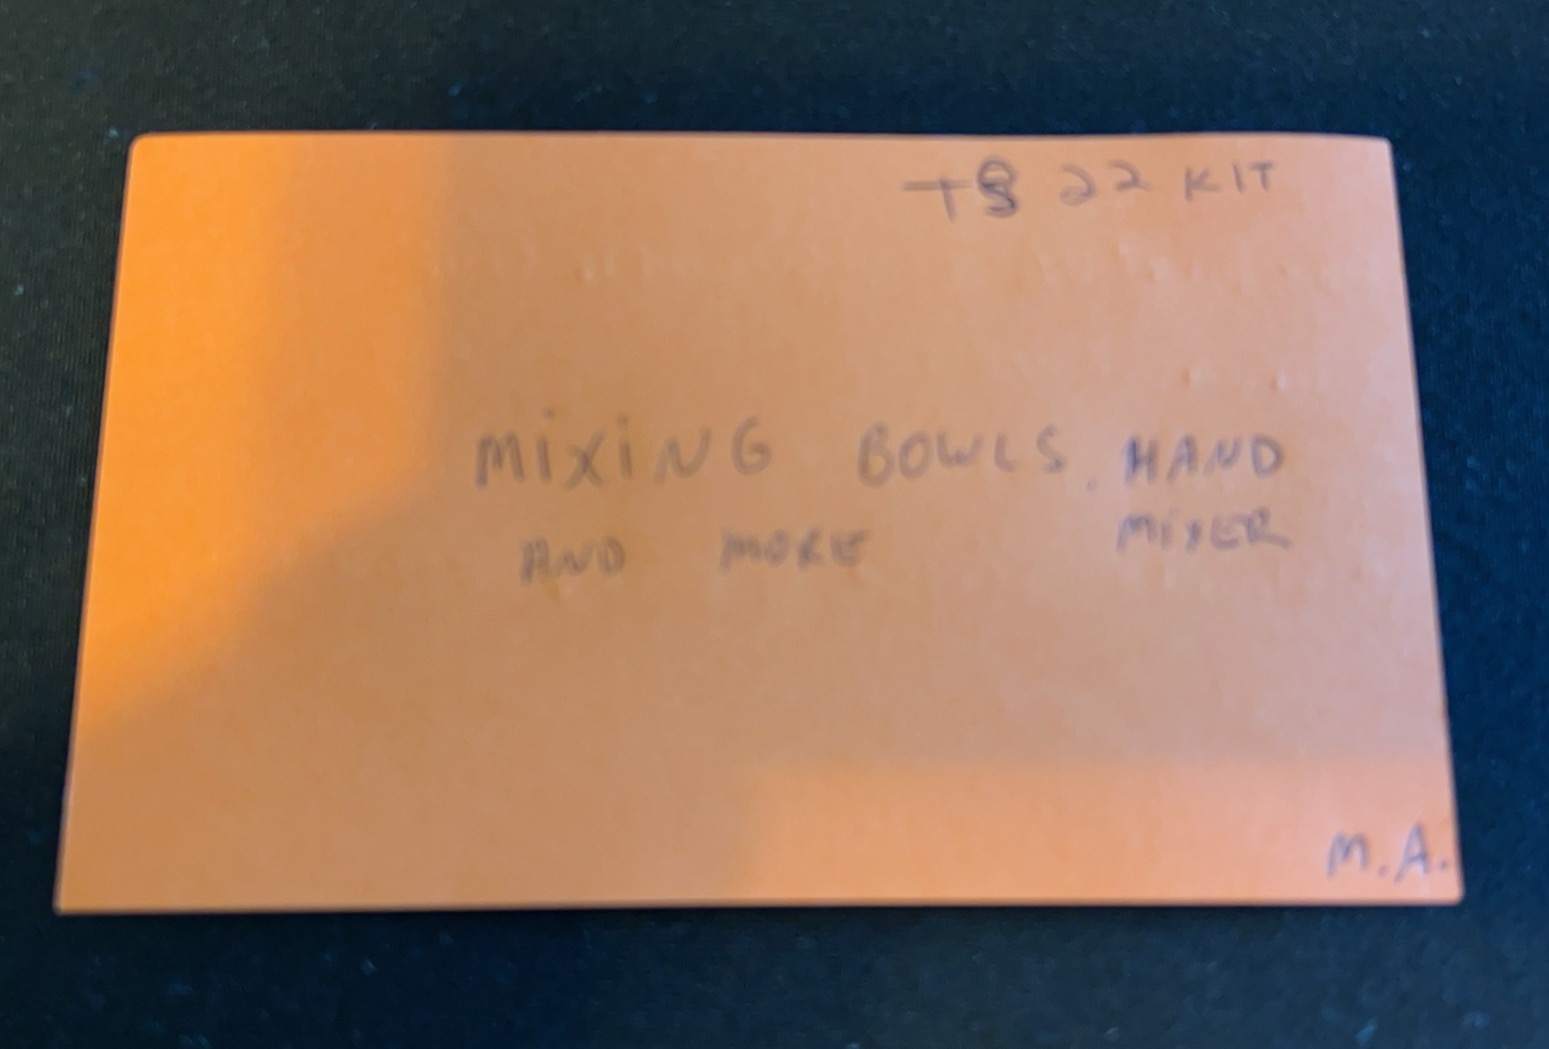 22 KIT
MiXiNG BOWLS, HAND
MiXER
AND MORE
M.A.